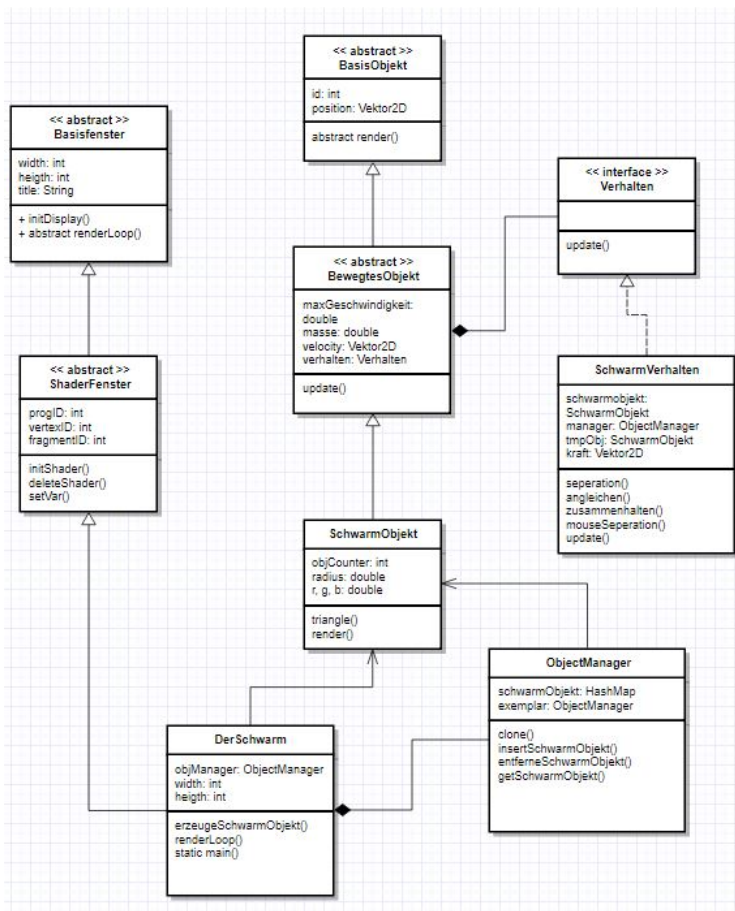 << abstract >>
BasisObjekt
id: int
position: Vektor2D
abstract render()
<< abstract >>
Basisfenster
width: int
heigth: int
title: String
+ initDisplay()
+ abstract renderLoop()
<< interface >>
Verhalten
update()
<< abstract >>
BewegtesObjekt
maxGeschwindigkeit:
double
masse: double
velocity: Vektor2D
verhalten: Verhalten
update()
<< abstract >>
ShaderFenster
progID: int
vertexID: int
fragmentID: int
initShader()
deleteShader()
setVar()
SchwarmVerhalten
schwarmobjekt:
SchwarmObjekt
manager: ObjectManager
tmpObj: SchwarmObjekt
kraft: Vektor2D
seperation()
angleichen()
zusammenhalten()
mouseSeperation()
update()
SchwarmObjekt
objCounter: int
radius: double
r, g, b: double
triangle()
render()
ObjectManager
schwarmObjekt: HashMap
exemplar: ObjectManager
clone()
insertSchwarmObjekt()
entferneSchwarmObjekt()
getSchwarmObjekt()
DerSchwarm
objManager: ObjectManager
width: int
heigth: int
erzeugeSchwarmObjekt()
renderLoop()
static main()